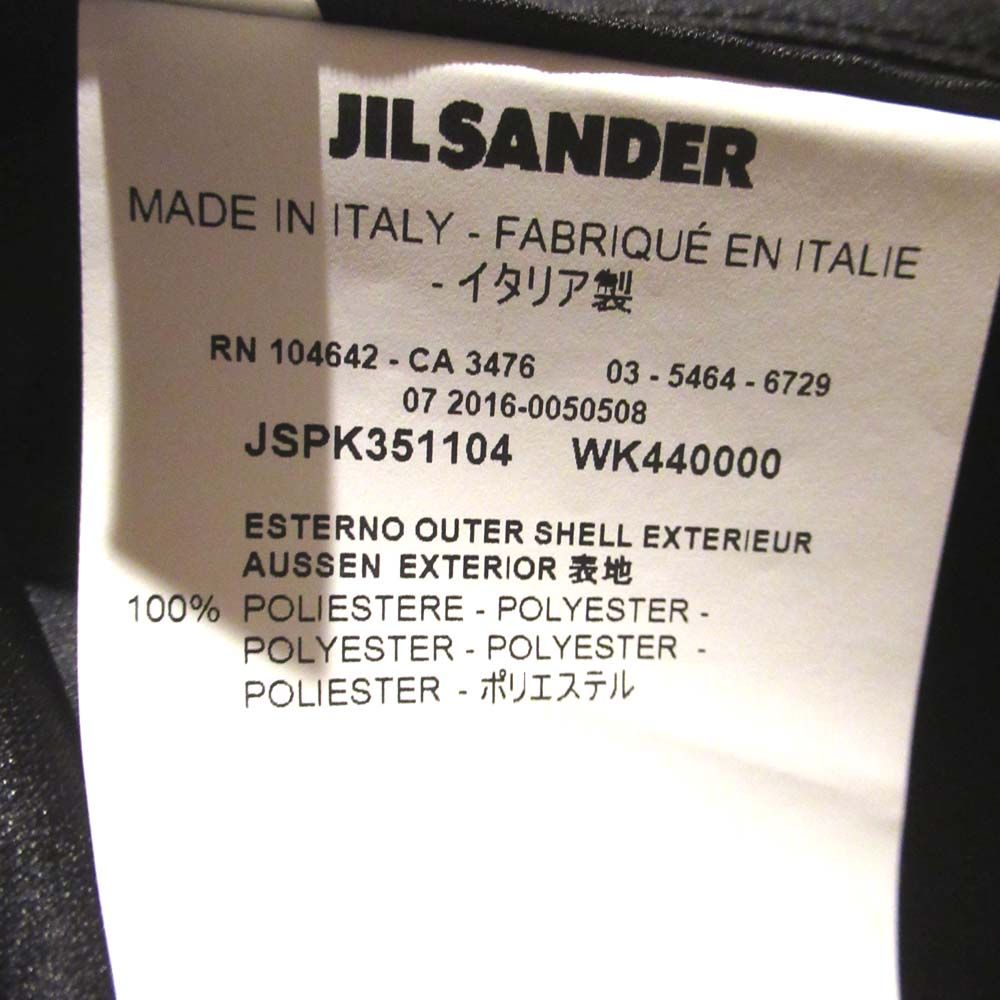 JIL SANDER
MADE IN ITALY - FABRIQUÉ EN ITALIE
- イタリア製
RN 104642 - CA 3476 03 - 5464 - 6729
07 2016-0050508
JSPK351104 WK440000
ESTERNO OUTER SHELL EXTERIEUR
AUSSEN EXTERIOR 表地
100% POLIESTERE - POLYESTER -
POLYESTER - POLYESTER -
POLIESTER - ポリエステル